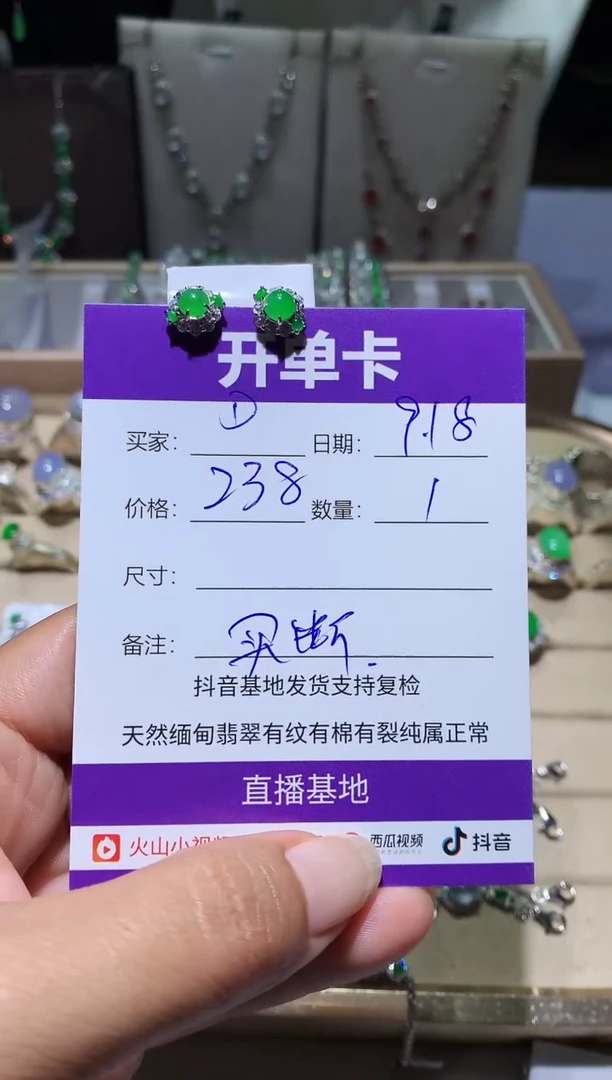 开单卡
买家： D 日期： 9.18
价格： 238 数量： 1
尺寸：
备注： 买断.
抖音基地发货支持复检
天然缅甸翡翠有纹有棉有裂纯属正常
直播基地
火山小视频 西瓜视频 抖音